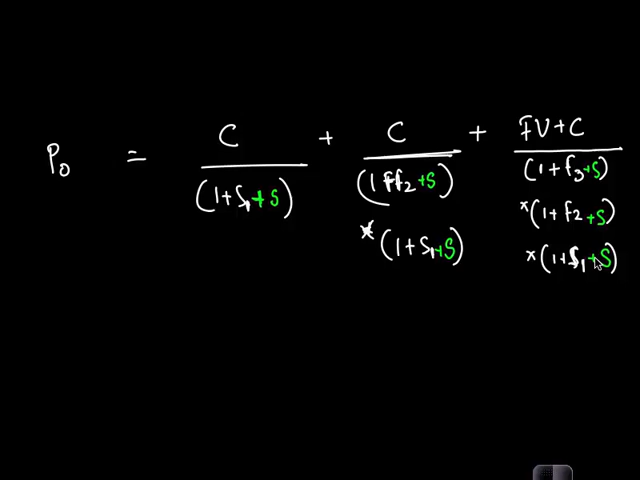 P₀ = C + C + FV+C
(1+S₁+S) (1+f₂+S) (1+f₃+S)
*(1+S₁+S) *(1+f₂+S)
*(1+S₁+S)